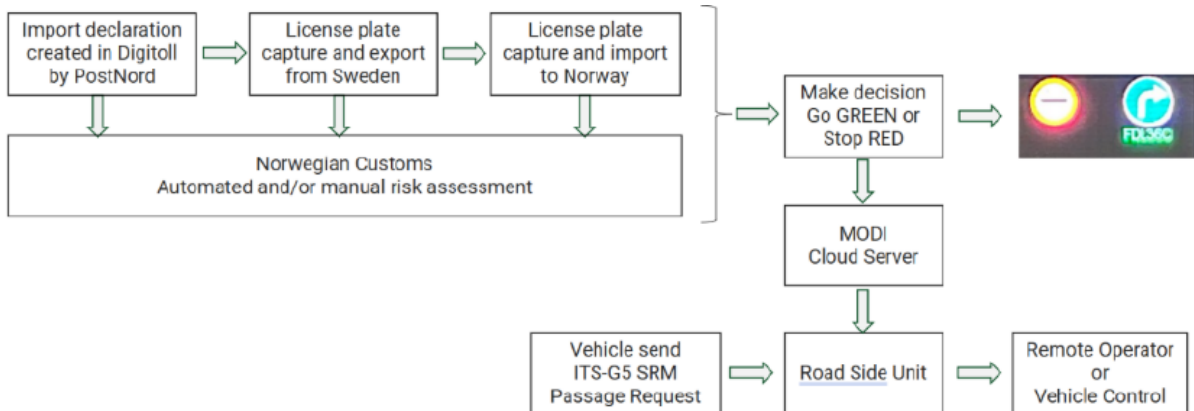 Import declaration
created in Digitoll
by PostNord
License plate
capture and export
from Sweden
License plate
capture and import
to Norway
Norwegian Customs
Automated and/or manual risk assessment
Make decision
Go GREEN or
Stop RED
FDL36C
MODI
Cloud Server
Vehicle send
ITS-G5 SRM
Passage Request
Road Side Unit
Remote Operator
or
Vehicle Control